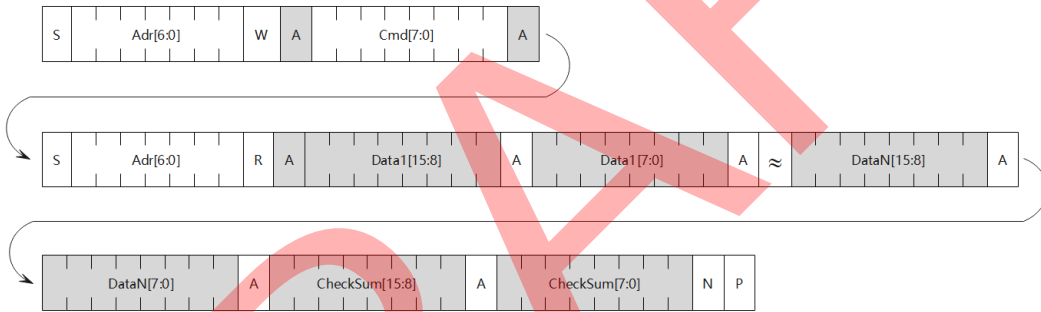 S Adr[6:0] W A Cmd[7:0] A
S Adr[6:0] R A Data1[15:8] A Data1[7:0] A ≈ DataN[15:8] A
DataN[7:0] A CheckSum[15:8] A CheckSum[7:0] N P